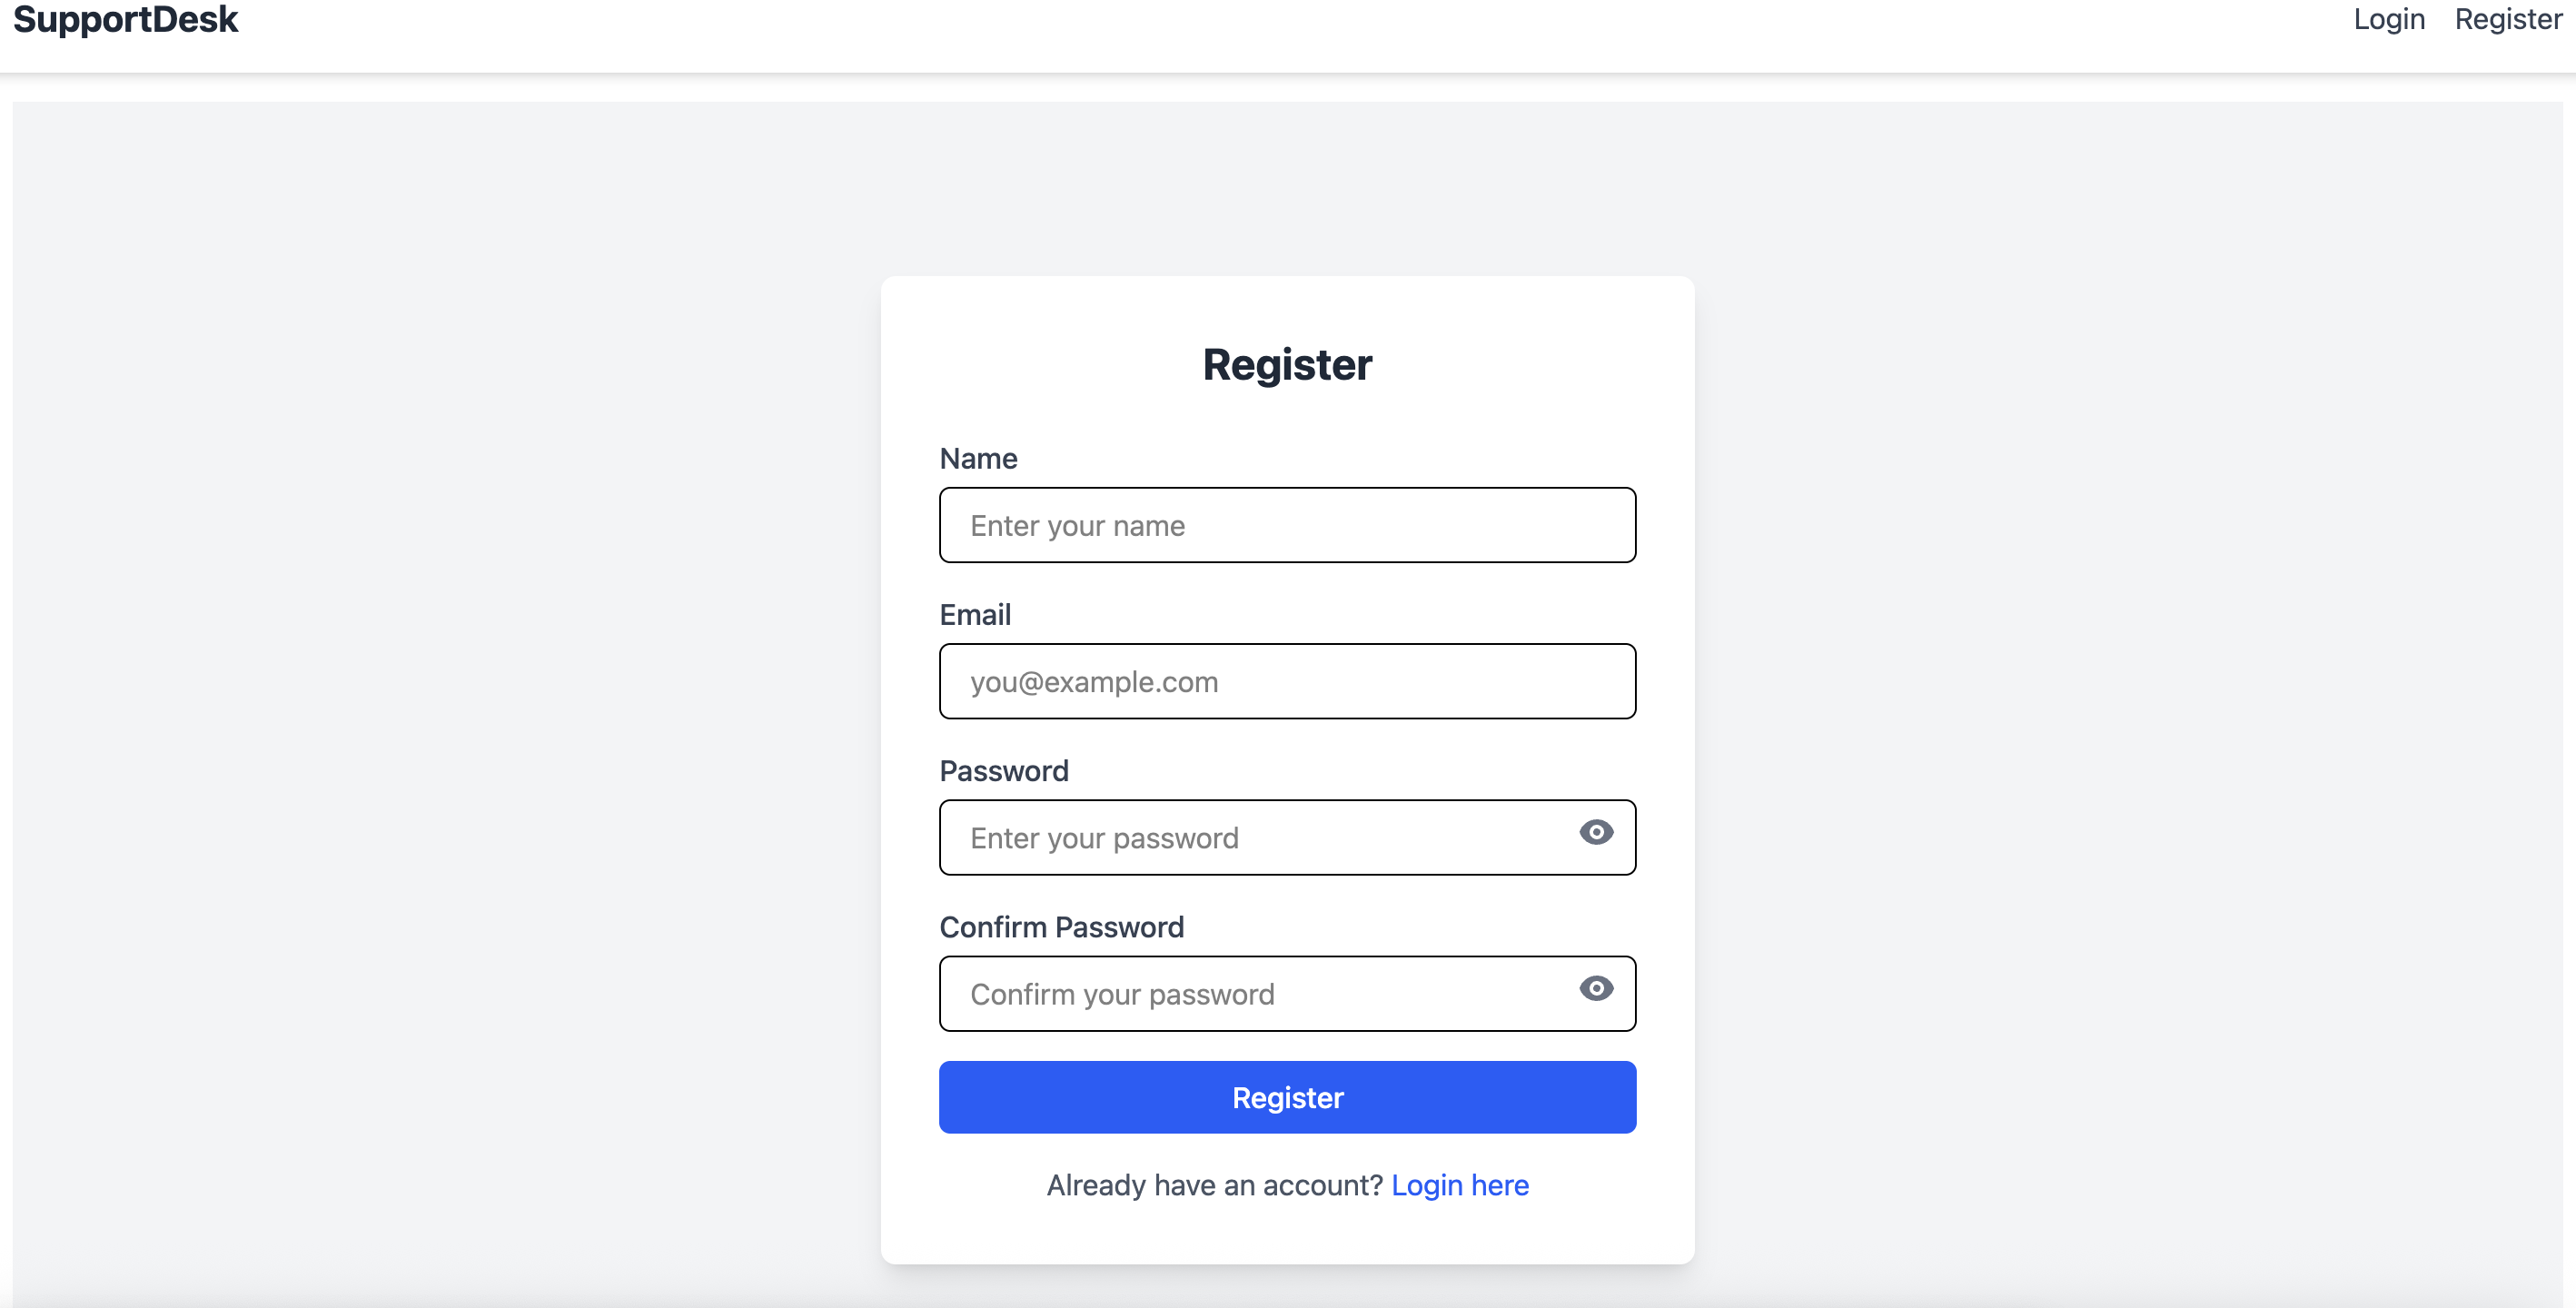 SupportDesk
Login Register
Register
Name
Enter your name
Email
you@example.com
Password
Enter your password
Confirm Password
Confirm your password
Register
Already have an account? Login here